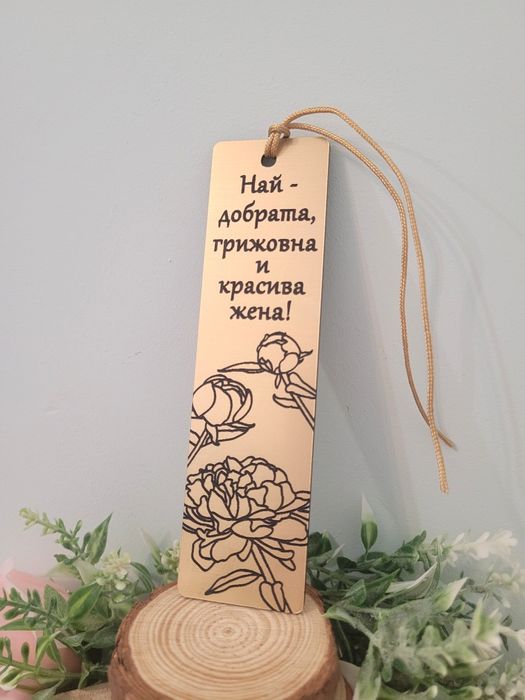 Най -
добрата,
грижовна
и
красива
жена!